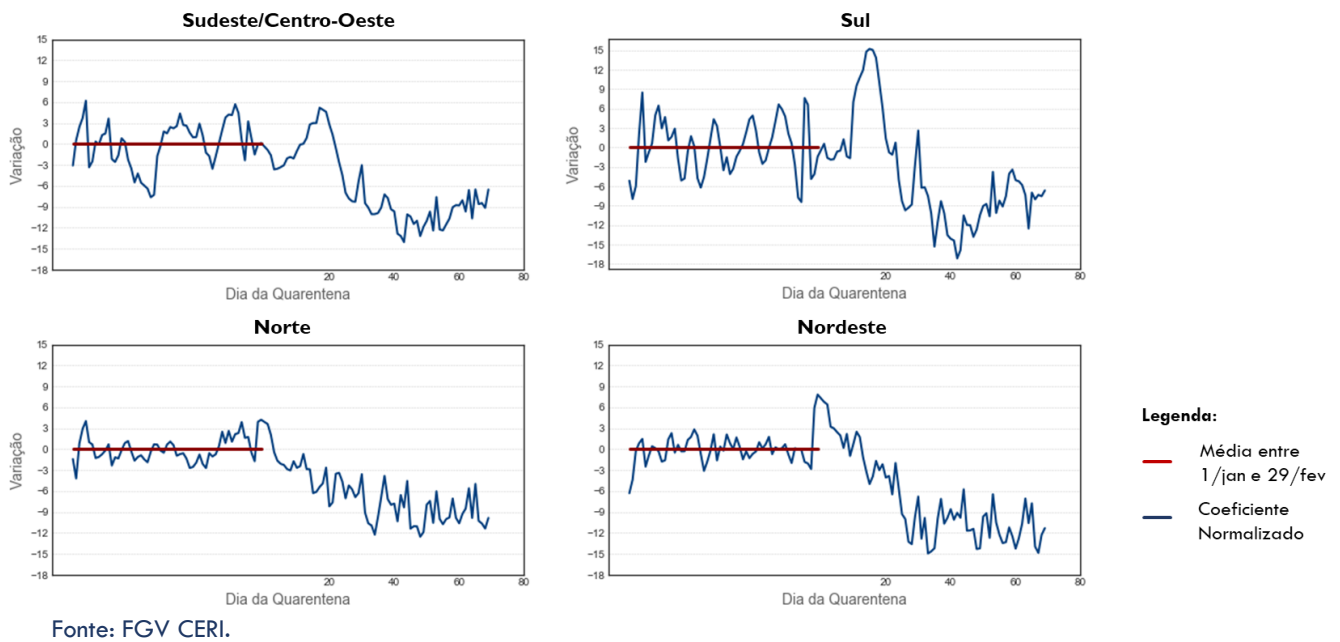 Sudeste/Centro-Oeste
15
12
9
6
3
0
−3
−6
−9
−12
−15
−18
Variação
20 40 60 80
Dia da Quarentena
Sul
15
12
9
6
3
0
−3
−6
−9
−12
−15
−18
Variação
20 40 60 80
Dia da Quarentena
Norte
15
12
9
6
3
0
−3
−6
−9
−12
−15
−18
Variação
20 40 60 80
Dia da Quarentena
Nordeste
15
12
9
6
3
0
−3
−6
−9
−12
−15
−18
20 40 60 80
Dia da Quarentena
Legenda:
Média entre
1/jan e 29/fev
Coeficiente
Normalizado
Fonte: FGV CERI.